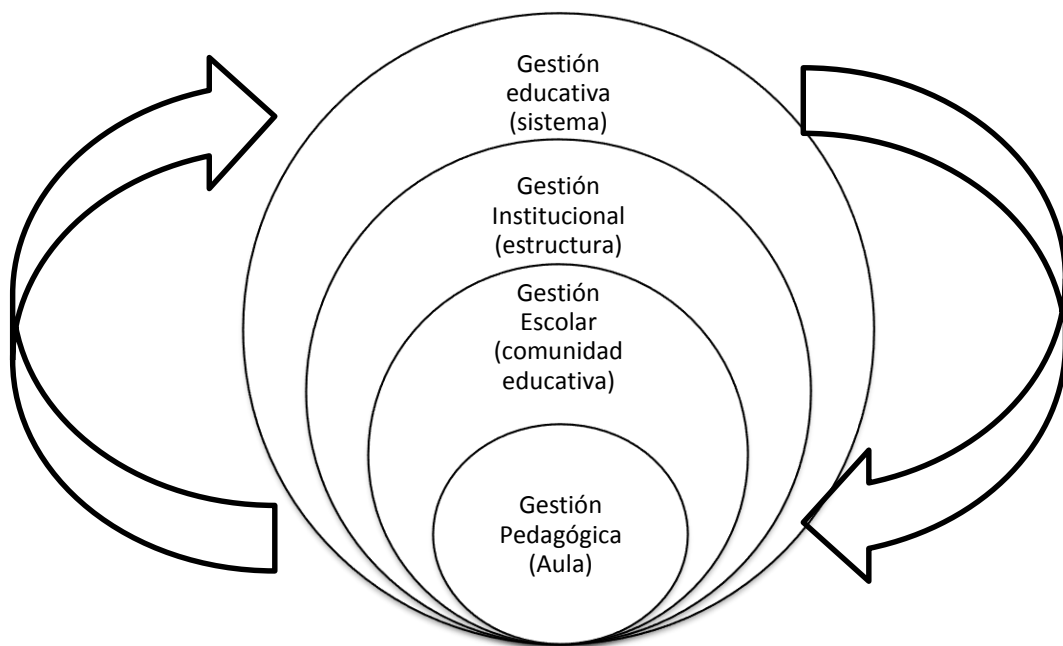 Gestión
educativa
(sistema)
Gestión
Institucional
(estructura)
Gestión
Escolar
(comunidad
educativa)
Gestión
Pedagógica
(Aula)